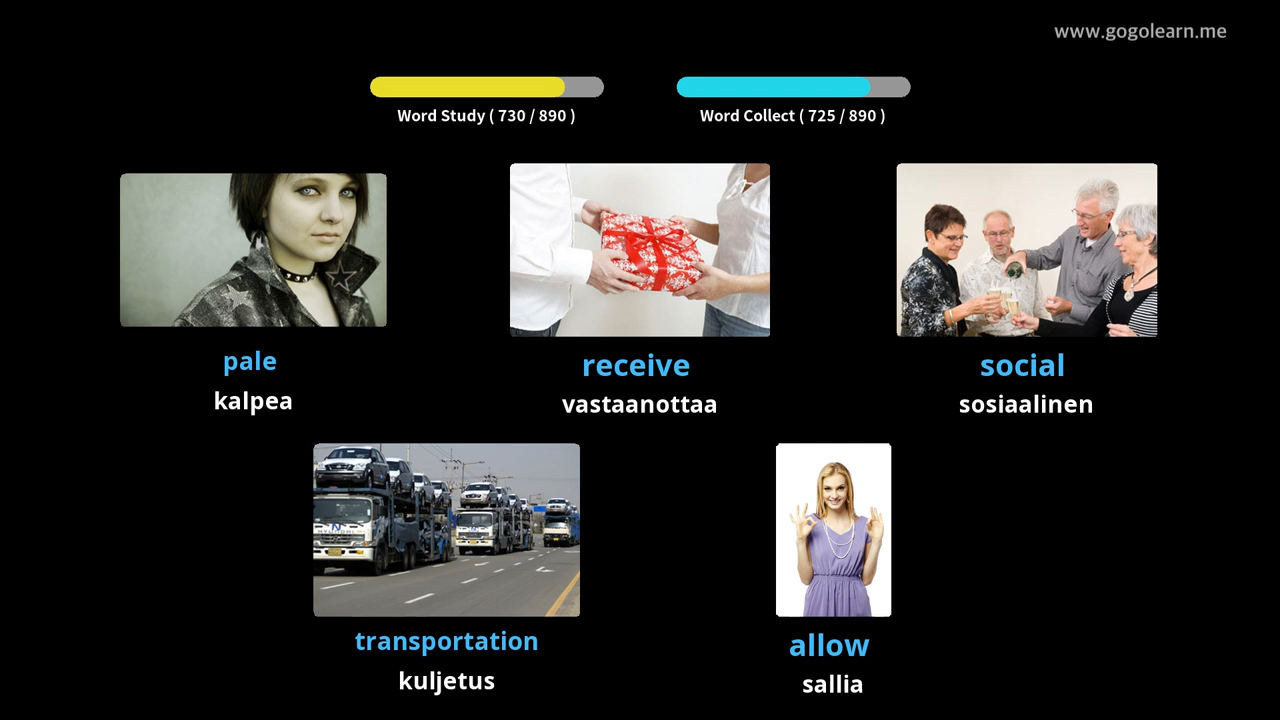 www.gogolearn.me
Word Study ( 730 / 890 )
Word Collect ( 725 / 890 )
pale
kalpea
receive
vastaanottaa
social
sosiaalinen
transportation
kuljetus
allow
sallia